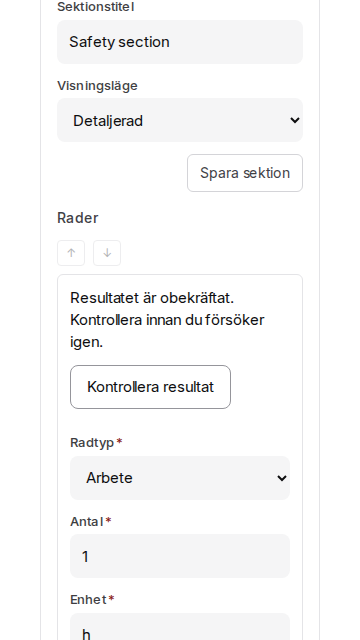 Sektionstitel
Safety section
Visningsläge
Detaljerad
Spara sektion
Rader
↑ ↓
Resultatet är obekräftat.
Kontrollera innan du försöker
igen.
Kontrollera resultat
Radtyp *
Arbete
Antal *
1
Enhet *
h